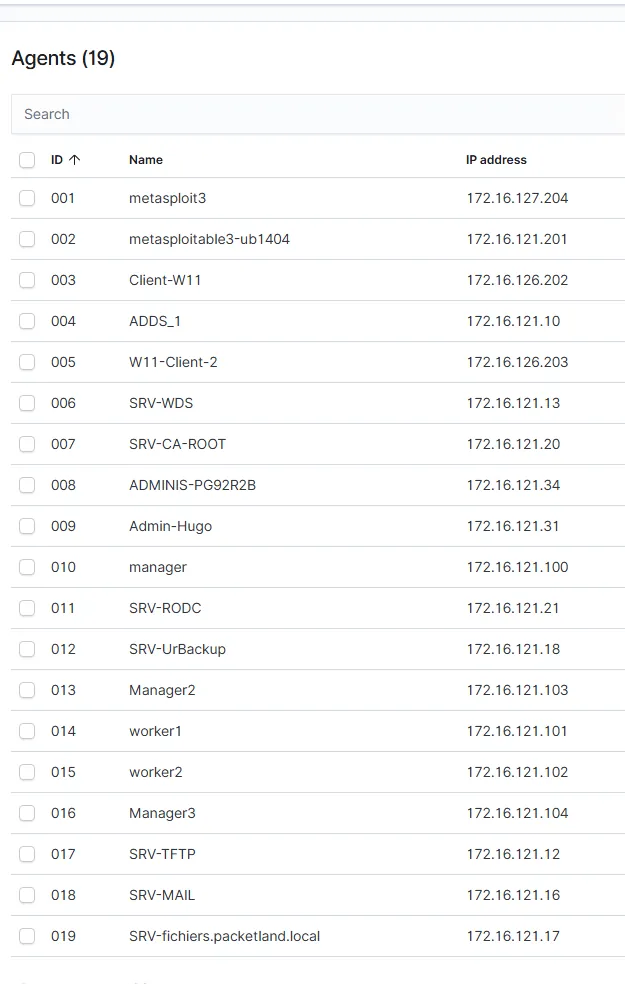 Agents (19)
Search
ID ↑ Name IP address
001 metasploit3 172.16.127.204
002 metasploitable3-ub1404 172.16.121.201
003 Client-W11 172.16.126.202
004 ADDS_1 172.16.121.10
005 W11-Client-2 172.16.126.203
006 SRV-WDS 172.16.121.13
007 SRV-CA-ROOT 172.16.121.20
008 ADMINIS-PG92R2B 172.16.121.34
009 Admin-Hugo 172.16.121.31
010 manager 172.16.121.100
011 SRV-RODC 172.16.121.21
012 SRV-UrBackup 172.16.121.18
013 Manager2 172.16.121.103
014 worker1 172.16.121.101
015 worker2 172.16.121.102
016 Manager3 172.16.121.104
017 SRV-TFTP 172.16.121.12
018 SRV-MAIL 172.16.121.16
019 SRV-fichiers.packetland.local 172.16.121.17